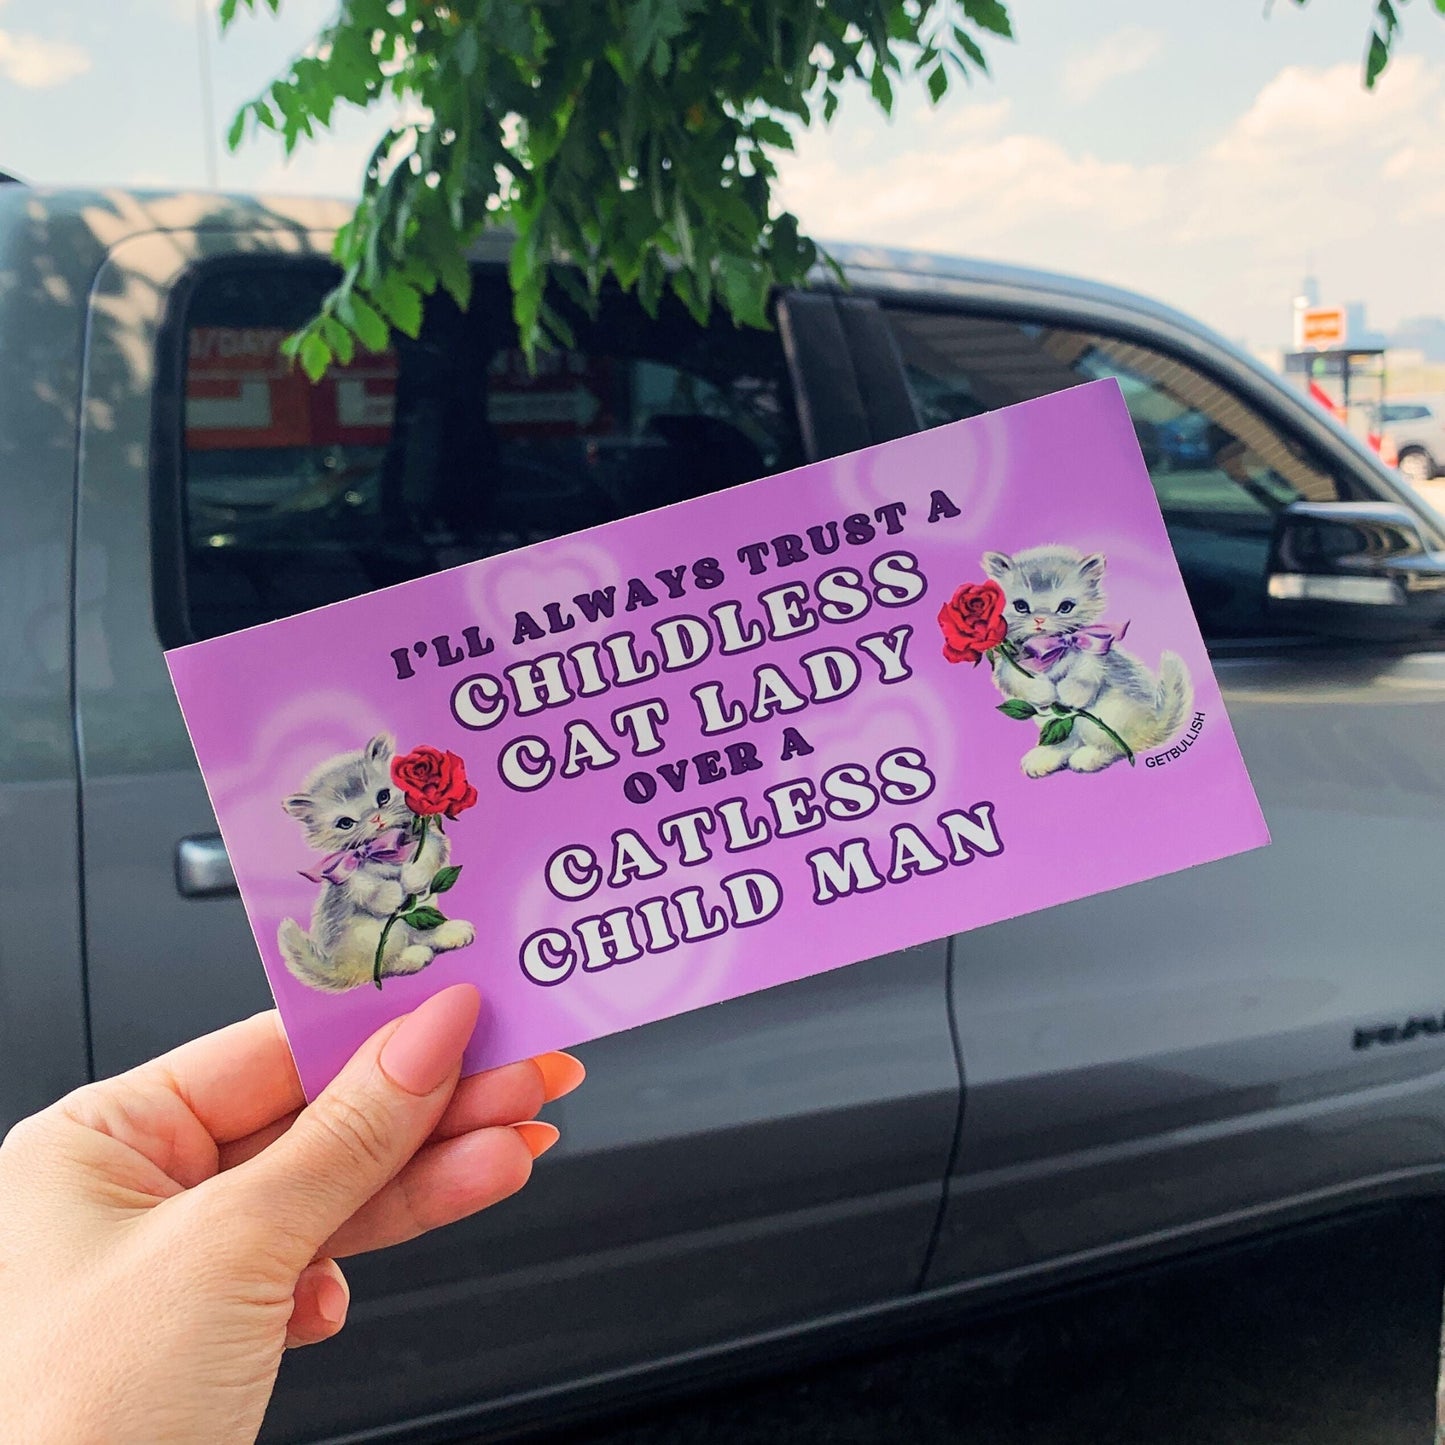 I'LL ALWAYS TRUST A
CHILDLESS
CAT LADY
OVER A
CATLESS
CHILD MAN
GETBULLISH